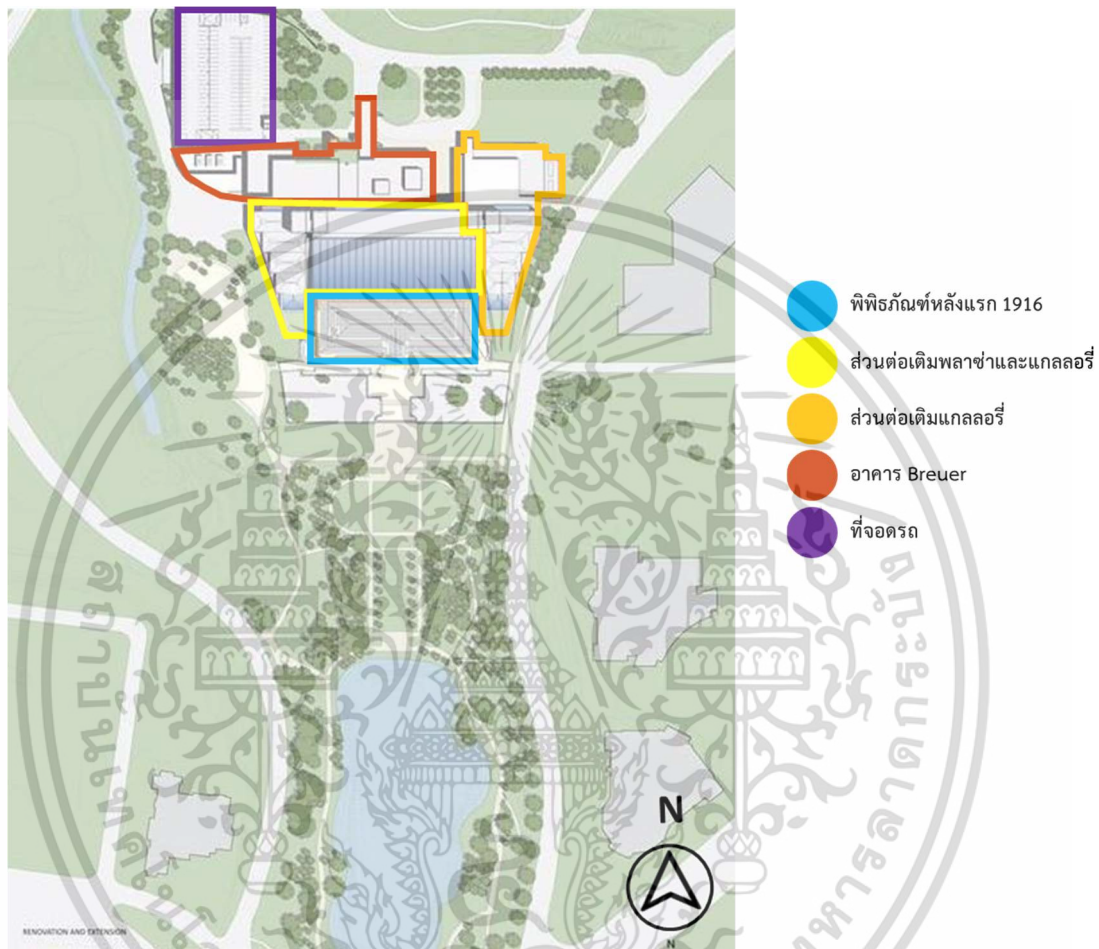 พิพิธภัณฑ์หลังแรก 1916
ส่วนต่อเติมพลาซ่าและแกลลอรี่
ส่วนต่อเติมแกลลอรี่
อาคาร Breuer
ที่จอดรถ
N
N
RENOVATION AND EXTENSION